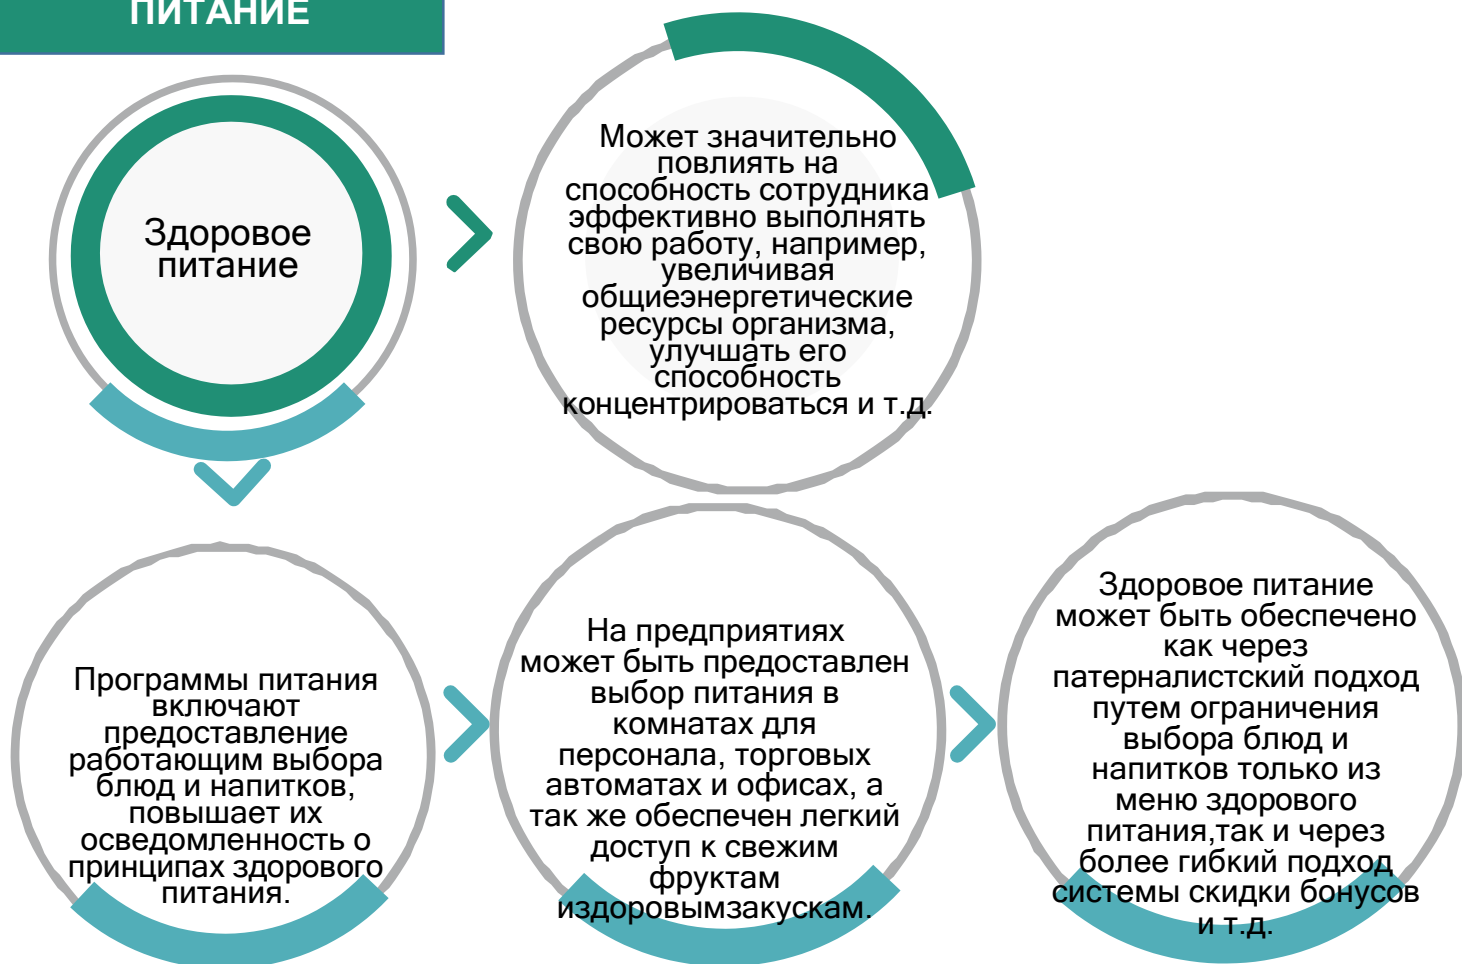 ПИТАНИЕ
Здоровое
питание
Может значительно
повлиять на
способность сотрудника
эффективно выполнять
свою работу, например,
увеличивая
общиеэнергетические
ресурсы организма,
улучшать его
способность
концентрироваться и т.д.
Программы питания
включают
предоставление
работающим выбора
блюд и напитков,
повышает их
осведомленность о
принципах здорового
питания.
На предприятиях
может быть предоставлен
выбор питания в
комнатах для
персонала, торговых
автоматах и офисах, а
так же обеспечен легкий
доступ к свежим
фруктам
издоровымзакускам.
Здоровое питание
может быть обеспечено
как через
патерналистский подход
путем ограничения
выбора блюд и
напитков только из
меню здорового
питания,так и через
более гибкий подход
системы скидки бонусов
и т.д.